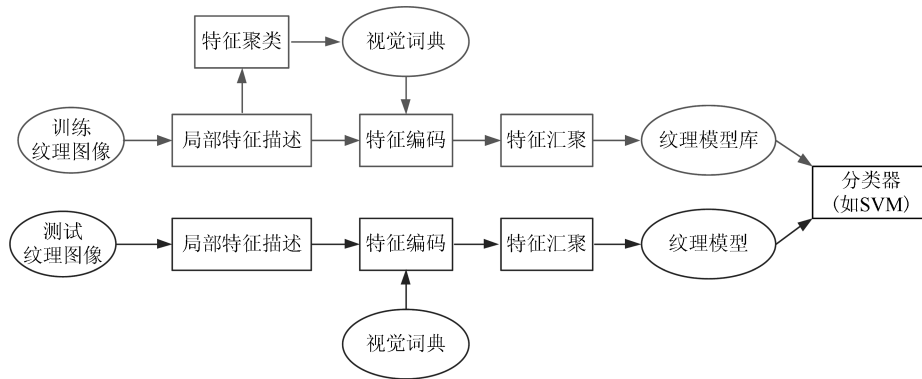 特征聚类
视觉词典
训练
纹理图像
局部特征描述
特征编码
特征汇聚
纹理模型库
分类器
(如SVM)
测试
纹理图像
局部特征描述
特征编码
特征汇聚
纹理模型
视觉词典